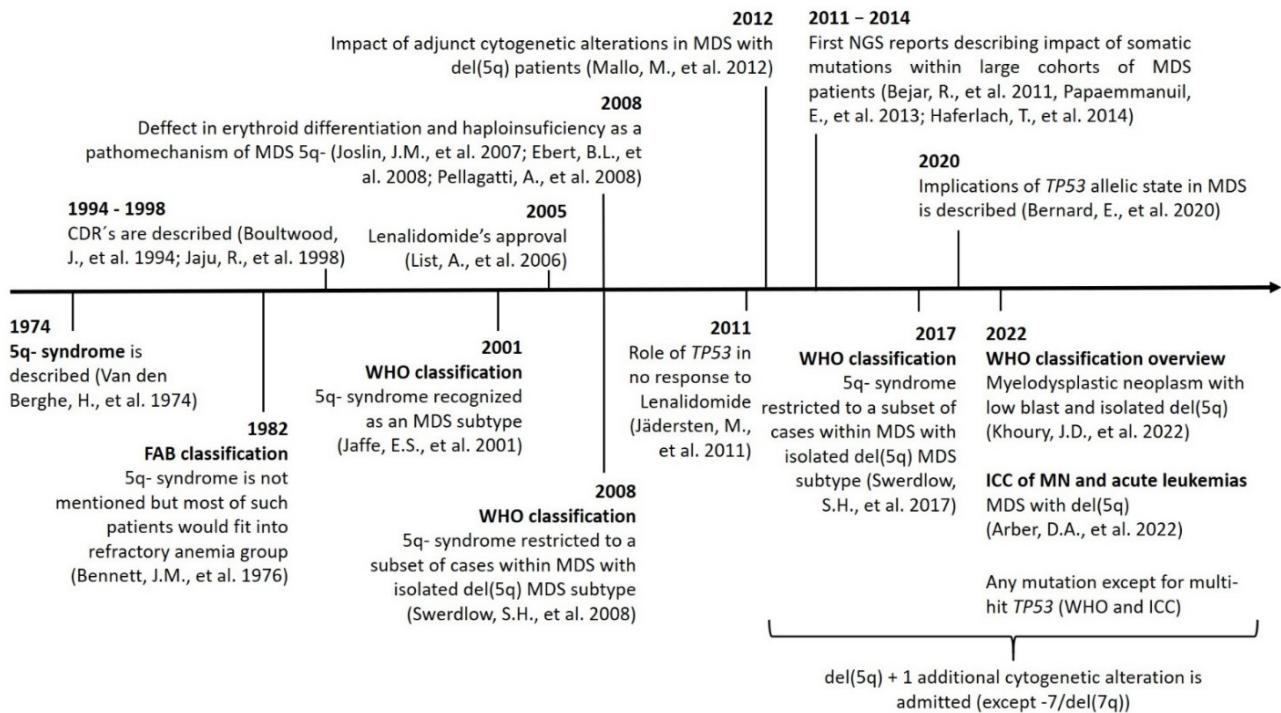 2012
Impact of adjunct cytogenetic alterations in MDS with
del(5q) patients (Mallo, M., et al. 2012)
2011 – 2014
First NGS reports describing impact of somatic
mutations within large cohorts of MDS
patients (Bejar, R., et al. 2011, Papaemmanuil,
E., et al. 2013; Haferlach, T., et al. 2014)
2008
Deffect in erythroid differentiation and haploinsuficiency as a
pathomechanism of MDS 5q- (Joslin, J.M., et al. 2007; Ebert, B.L., et
al. 2008; Pellagatti, A., et al. 2008)
2020
Implications of TP53 allelic state in MDS
is described (Bernard, E., et al. 2020)
1994 - 1998
CDR´s are described (Boultwood,
J., et al. 1994; Jaju, R., et al. 1998)
2005
Lenalidomide’s approval
(List, A., et al. 2006)
1974
5q- syndrome is
described (Van den
Berghe, H., et al. 1974)
1982
FAB classification
5q- syndrome is not
mentioned but most of such
patients would fit into
refractory anemia group
(Bennett, J.M., et al. 1976)
2001
WHO classification
5q- syndrome recognized
as an MDS subtype
(Jaffe, E.S., et al. 2001)
2008
WHO classification
5q- syndrome restricted to a
subset of cases within MDS with
isolated del(5q) MDS subtype
(Swerdlow, S.H., et al. 2008)
2011
Role of TP53 in
no response to
Lenalidomide
(Jädersten, M.,
et al. 2011)
2017
WHO classification
5q- syndrome
restricted to a subset of
cases within MDS with
isolated del(5q) MDS
subtype (Swerdlow,
S.H., et al. 2017)
2022
WHO classification overview
Myelodysplastic neoplasm with
low blast and isolated del(5q)
(Khoury, J.D., et al. 2022)
ICC of MN and acute leukemias
MDS with del(5q)
(Arber, D.A., et al. 2022)
Any mutation except for multi-
hit TP53 (WHO and ICC)
del(5q) + 1 additional cytogenetic alteration is
admitted (except -7/del(7q))